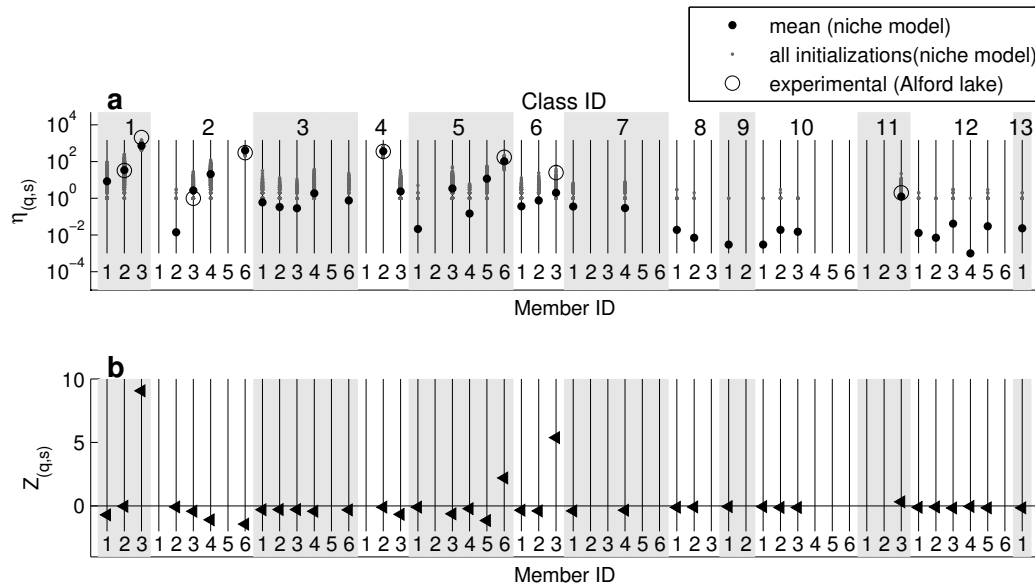 mean (niche model)
all initializations(niche model)
experimental (Alford lake)
a
Class ID
1 2 3 4 5 6 7 8 9 10 11 12 13
10^4
10^2
10^0
10^−2
10^−4
η(q,s)
1 2 3 1 2 3 4 5 6 1 2 3 4 5 6 1 2 3 1 2 3 4 5 6 1 2 3 1 2 3 4 5 6 1 2 3 1 2 1 2 3 4 5 6 1 2 3 1 2 3 4 5 6 1
Member ID
b
10
5
0
Z(q,s)
1 2 3 1 2 3 4 5 6 1 2 3 4 5 6 1 2 3 1 2 3 4 5 6 1 2 3 1 2 3 4 5 6 1 2 3 1 2 1 2 3 4 5 6 1 2 3 1 2 3 4 5 6 1
Member ID